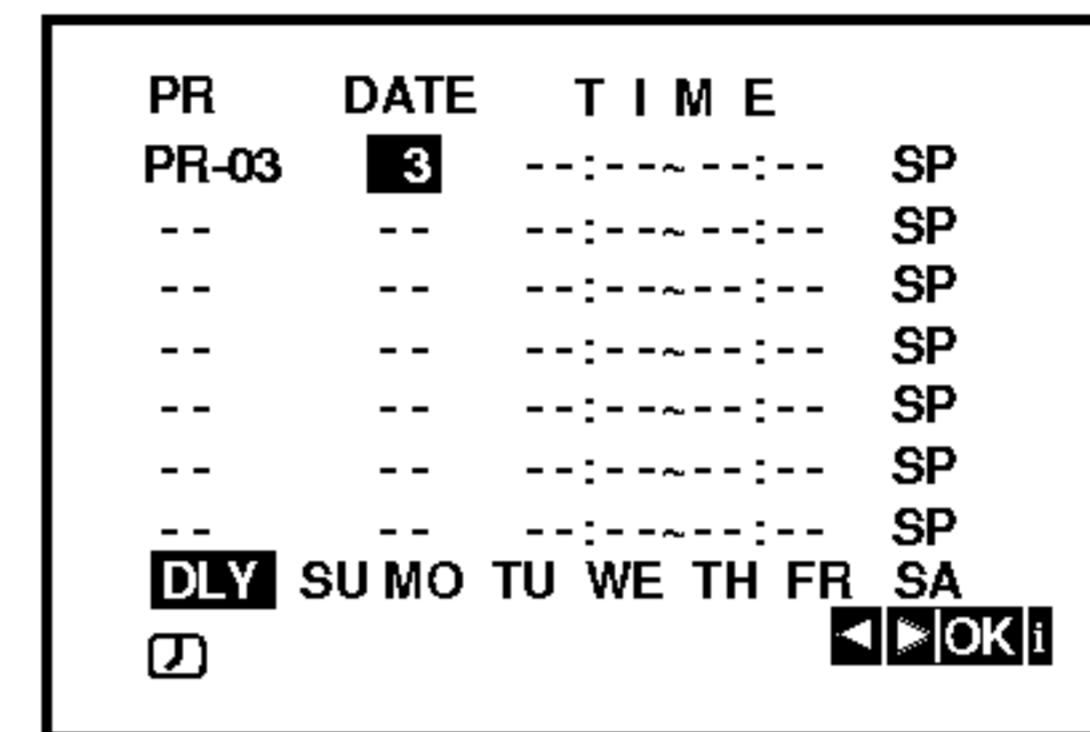 PR DATE T I M E
PR-03 3 --:--~--:-- SP
-- -- --:--~--:-- SP
-- -- --:--~--:-- SP
-- -- --:--~--:-- SP
-- -- --:--~--:-- SP
-- -- --:--~--:-- SP
-- -- --:--~--:-- SP
DLY SU MO TU WE TH FR SA
◀ ▶ OK i